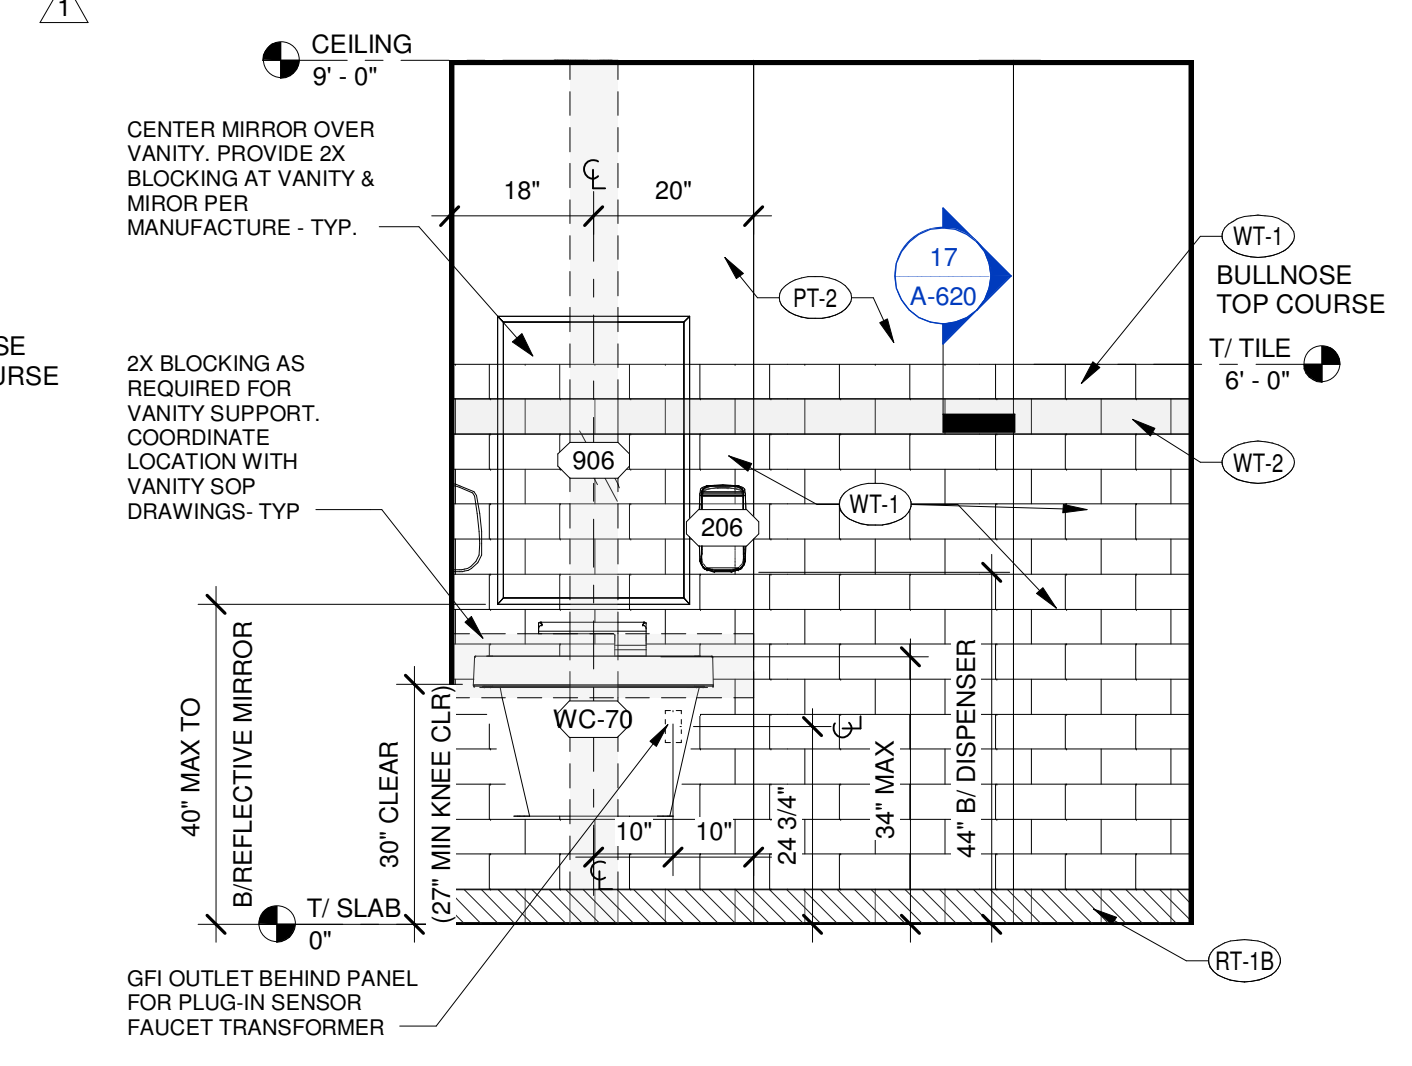 1
CEILING
9' - 0"
CENTER MIRROR OVER
VANITY. PROVIDE 2X
BLOCKING AT VANITY &
MIROR PER
MANUFACTURE - TYP.
18"
20"
17
A-620
PT-2
WT-1
BULLNOSE
TOP COURSE
T/ TILE
6' - 0"
SE
URSE
2X BLOCKING AS
REQUIRED FOR
VANITY SUPPORT.
COORDINATE
LOCATION WITH
VANITY SOP
DRAWINGS- TYP
906
206
WT-1
WT-2
WC-70
40" MAX TO
B/REFLECTIVE MIRROR
30" CLEAR
(27" MIN KNEE CLR)
10"
10"
24 3/4"
34" MAX
44" B/ DISPENSER
T/ SLAB
0"
RT-1B
GFI OUTLET BEHIND PANEL
FOR PLUG-IN SENSOR
FAUCET TRANSFORMER